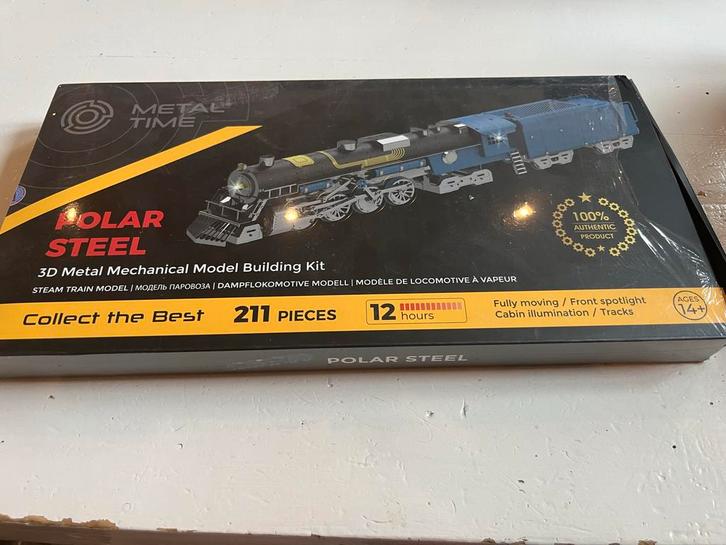 METAL
TIME
POLAR
STEEL
3D Metal Mechanical Model Building Kit
STEAM TRAIN MODEL | МОДЕЛЬ ПАРОВОЗА | DAMPFLOKOMOTIVE MODELL | MODÈLE DE LOCOMOTIVE À VAPEUR
100%
AUTHENTIC
PRODUCT
Collect the Best
211 PIECES
12
hours
Fully moving / Front spotlight
Cabin illumination / Tracks
AGES
14+
POLAR STEEL